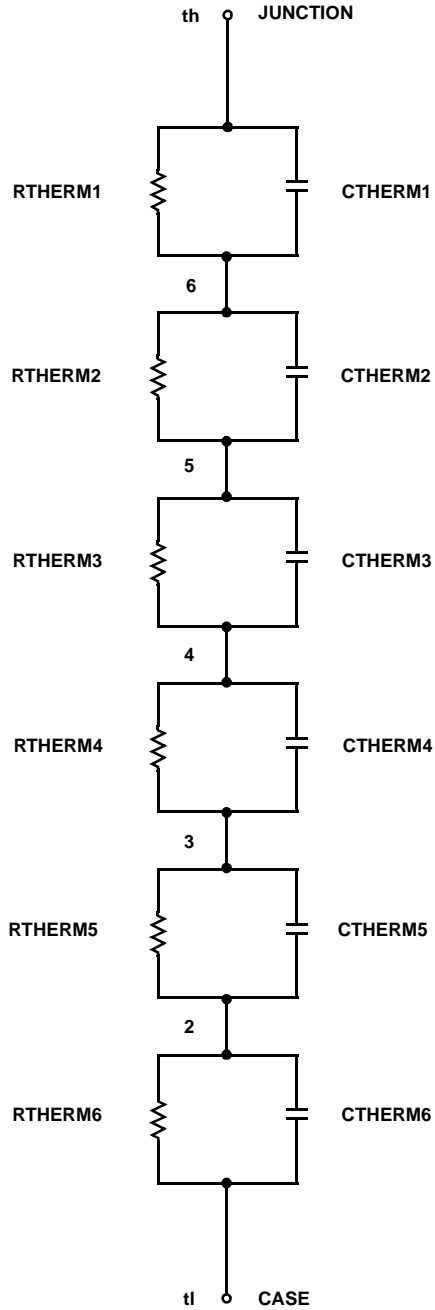 th JUNCTION
RTHERM1 CTHERM1
6
RTHERM2 CTHERM2
5
RTHERM3 CTHERM3
4
RTHERM4 CTHERM4
3
RTHERM5 CTHERM5
2
RTHERM6 CTHERM6
tl CASE